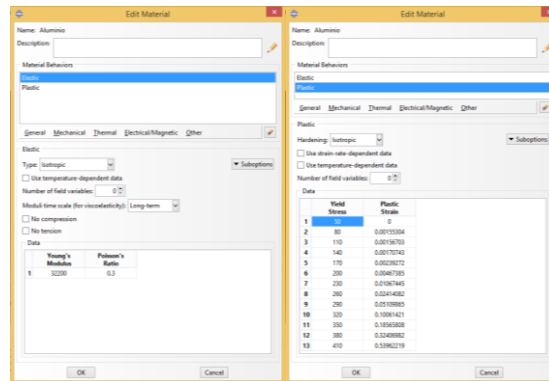 Edit Material
Name: Aluminio
Description:
Material Behaviors
Elastic
Plastic
General Mechanical Thermal Electrical/Magnetic Other
Elastic
Type: Isotropic
Suboptions
Use temperature-dependent data
Number of field variables: 0
Moduli time scale (for viscoelasticity): Long-term
No compression
No tension
Data
Young's Modulus Poisson's Ratio
1 32200 0.3
OK Cancel
Edit Material
Name: Aluminio
Description:
Material Behaviors
Elastic
Plastic
General Mechanical Thermal Electrical/Magnetic Other
Plastic
Hardening: Isotropic
Suboptions
Use strain-rate-dependent data
Use temperature-dependent data
Number of field variables: 0
Data
Yield Stress Plastic Strain
1 50 0
2 80 0.00155304
3 110 0.00156703
4 140 0.00170743
5 170 0.00239272
6 200 0.00467385
7 230 0.01067445
8 260 0.02414082
9 290 0.05109865
10 320 0.10061421
11 350 0.18565808
12 380 0.32406982
13 410 0.53962219
OK Cancel